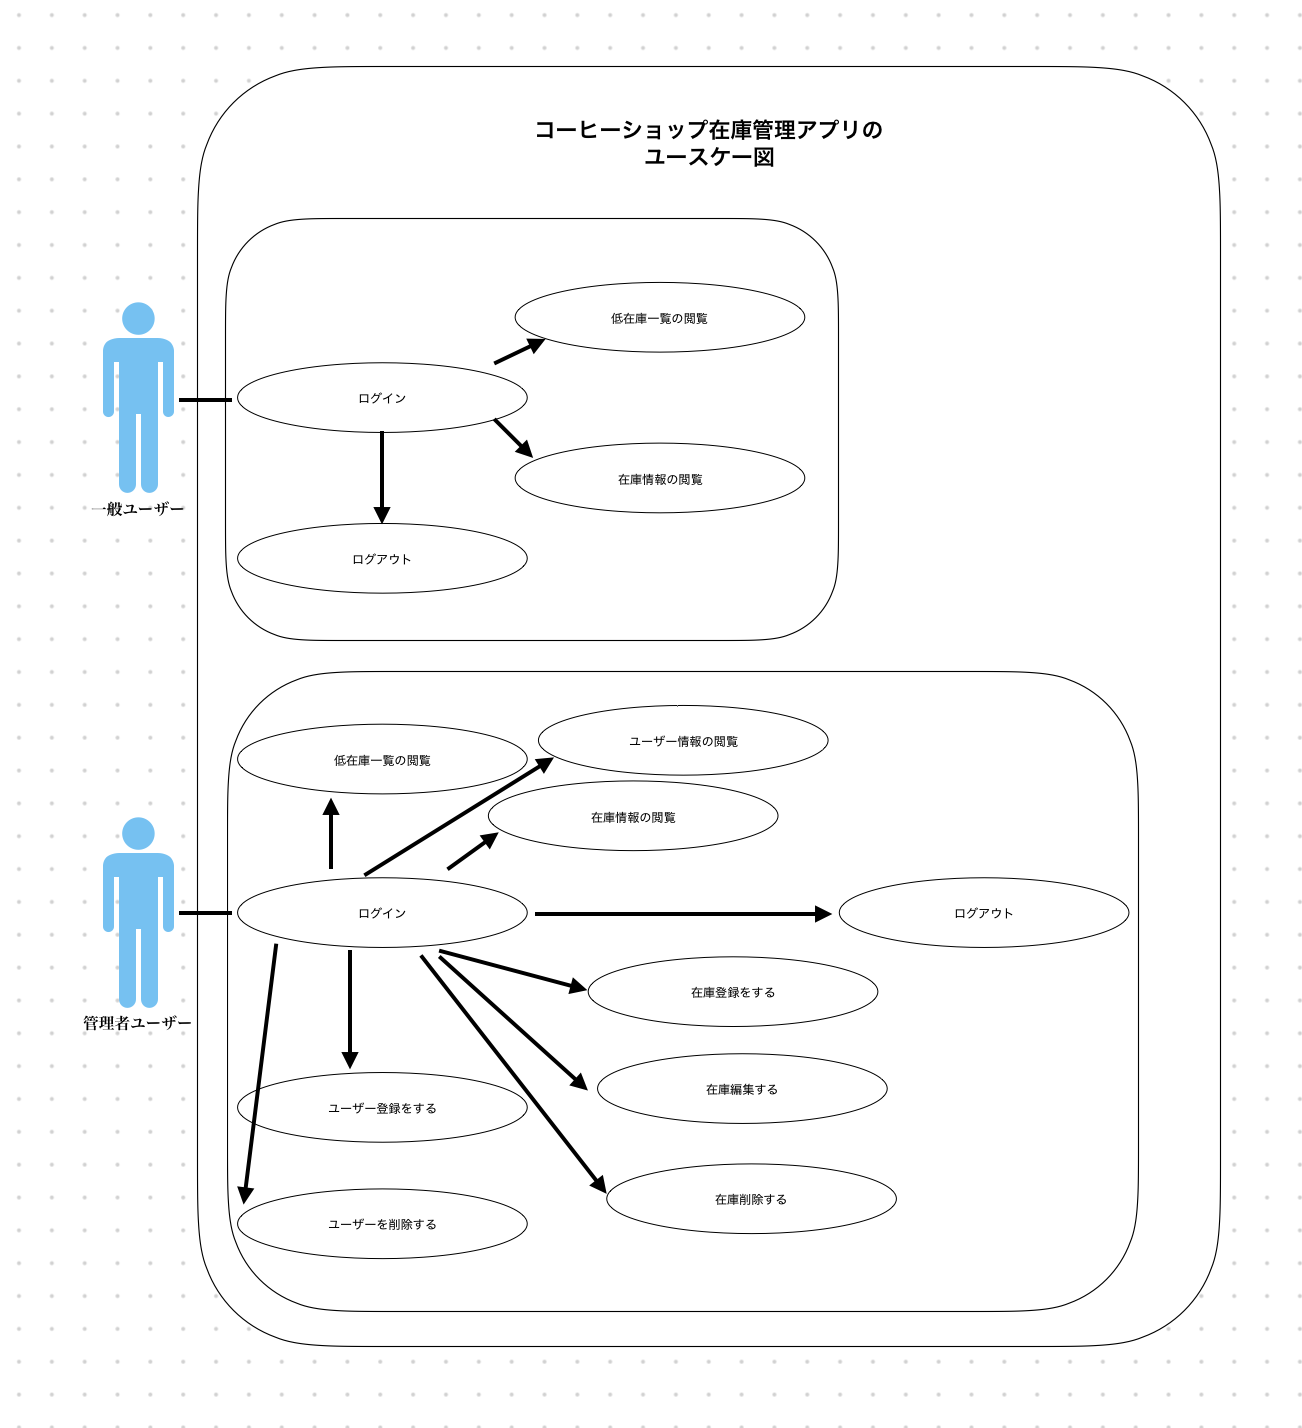 コーヒーショップ在庫管理アプリの
ユースケー図
低在庫一覧の閲覧
ログイン
在庫情報の閲覧
一般ユーザー
ログアウト
ユーザー情報の閲覧
低在庫一覧の閲覧
在庫情報の閲覧
ログイン
ログアウト
在庫登録をする
管理者ユーザー
在庫編集する
ユーザー登録をする
在庫削除する
ユーザーを削除する